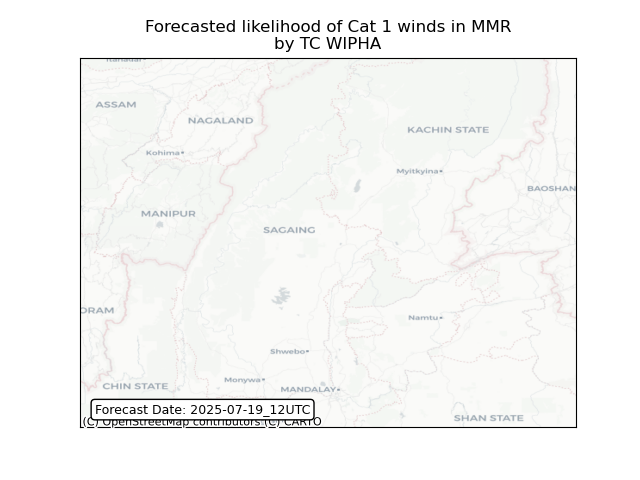 Forecasted likelihood of Cat 1 winds in MMR
by TC WIPHA
ASSAM
NAGALAND
KACHIN STATE
Kohima
Myitkyina
BAOSHAN
MANIPUR
SAGAING
ORAM
Namtu
Shwebo
Monywa
MANDALAY
CHIN STATE
SHAN STATE
Forecast Date: 2025-07-19_12UTC
(C) OpenStreetMap contributors (C) CARTO